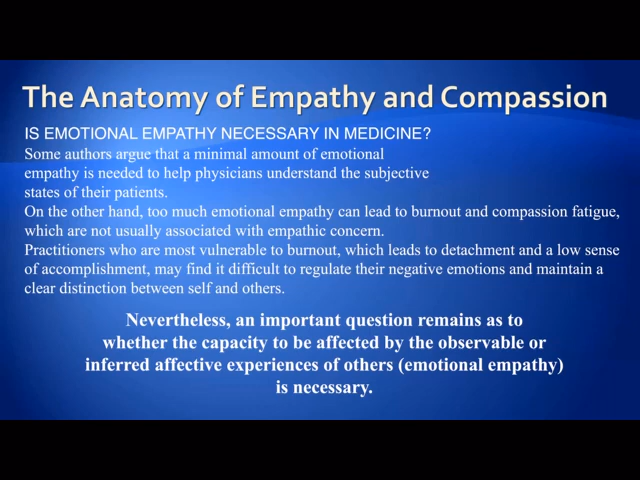 The Anatomy of Empathy and Compassion
IS EMOTIONAL EMPATHY NECESSARY IN MEDICINE?
Some authors argue that a minimal amount of emotional
empathy is needed to help physicians understand the subjective
states of their patients.
On the other hand, too much emotional empathy can lead to burnout and compassion fatigue,
which are not usually associated with empathic concern.
Practitioners who are most vulnerable to burnout, which leads to detachment and a low sense
of accomplishment, may find it difficult to regulate their negative emotions and maintain a
clear distinction between self and others.
Nevertheless, an important question remains as to
whether the capacity to be affected by the observable or
inferred affective experiences of others (emotional empathy)
is necessary.